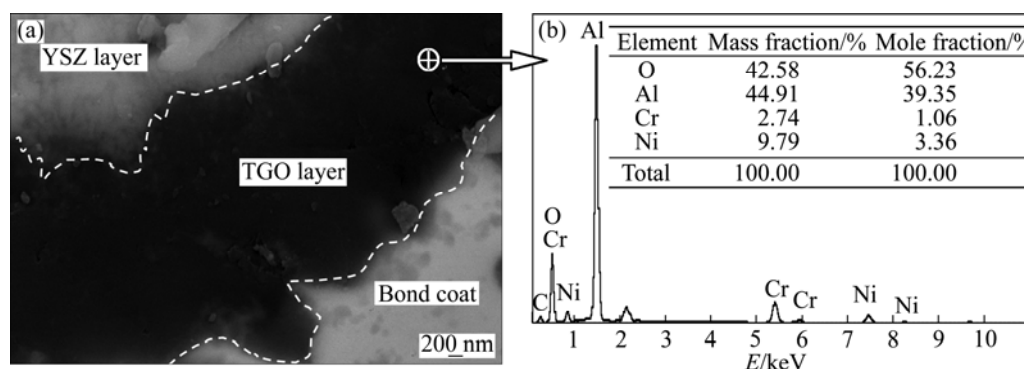 (a)
YSZ layer
TGO layer
Bond coat
200 nm
(b)
Al
Element Mass fraction/% Mole fraction/%
O 42.58 56.23
Al 44.91 39.35
Cr 2.74 1.06
Ni 9.79 3.36
Total 100.00 100.00
O
Cr
C
Ni
Cr
Cr
Ni
Ni
1 2 3 4 5 6 7 8 9 10
E/keV